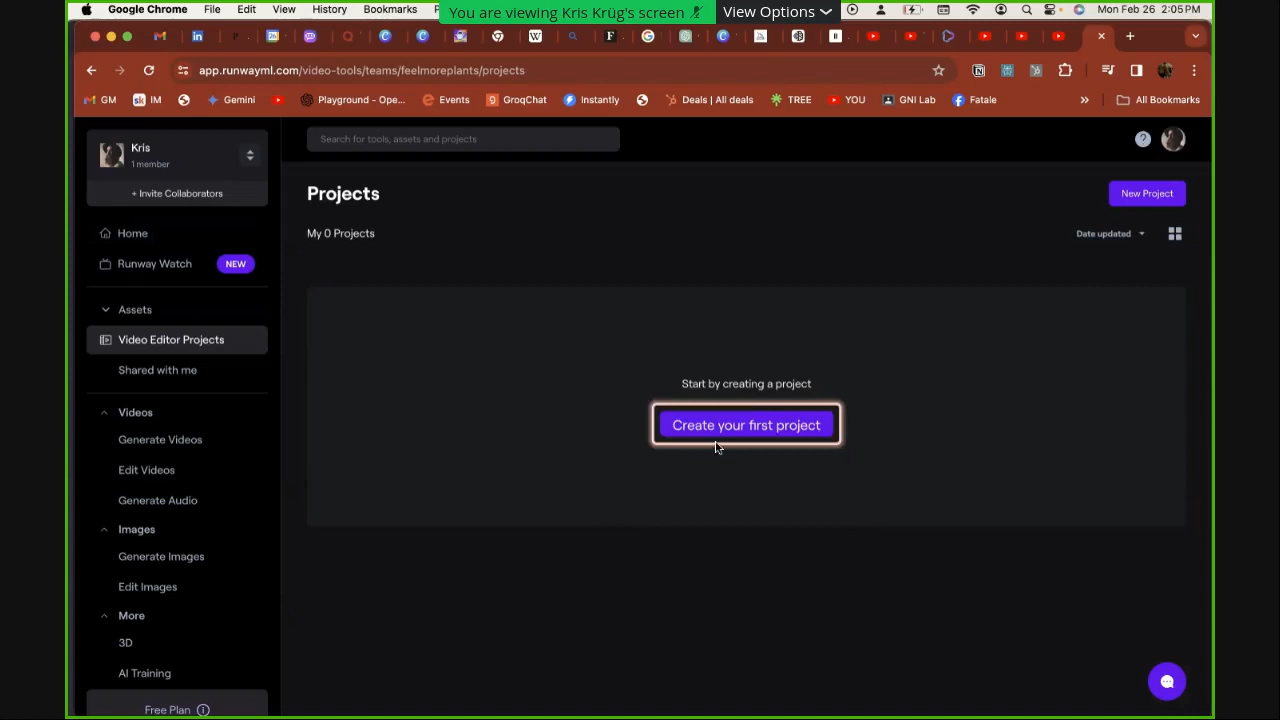 You are viewing Kris Krüg's screen
View Options
Google Chrome File Edit View History Bookmarks
Mon Feb 26 2:05 PM
app.runwayml.com/video-tools/teams/feelmoreplants/projects
GM
IM
Gemini
Playground - Ope...
Events
GroqChat
Instantly
Deals | All deals
TREE
YOU
GNI Lab
Fatale
»
All Bookmarks
Kris
1 member
+ Invite Collaborators
Search for tools, assets and projects
Projects
New Project
My 0 Projects
Date updated
Home
Runway Watch NEW
Assets
Video Editor Projects
Shared with me
Start by creating a project
Create your first project
Videos
Generate Videos
Edit Videos
Generate Audio
Images
Generate Images
Edit Images
More
3D
AI Training
Free Plan